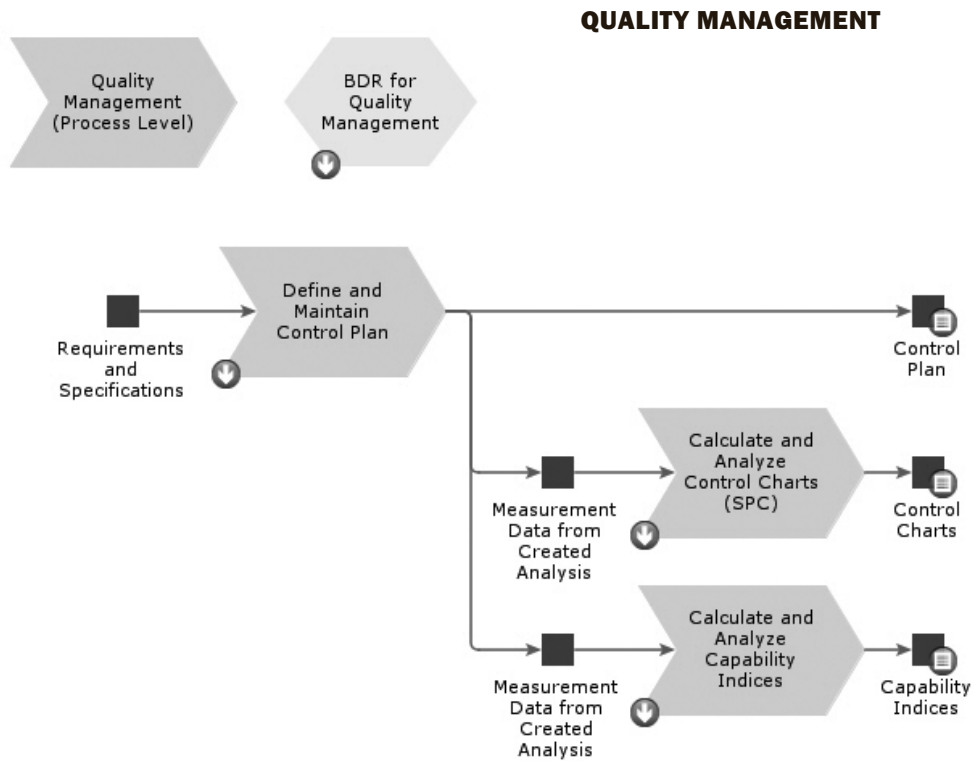 QUALITY MANAGEMENT
Quality
Management
(Process Level)
BDR for
Quality
Management
Define and
Maintain
Control Plan
Requirements
and
Specifications
Control
Plan
Calculate and
Analyze
Control Charts
(SPC)
Measurement
Data from
Created
Analysis
Control
Charts
Calculate and
Analyze
Capability
Indices
Measurement
Data from
Created
Analysis
Capability
Indices